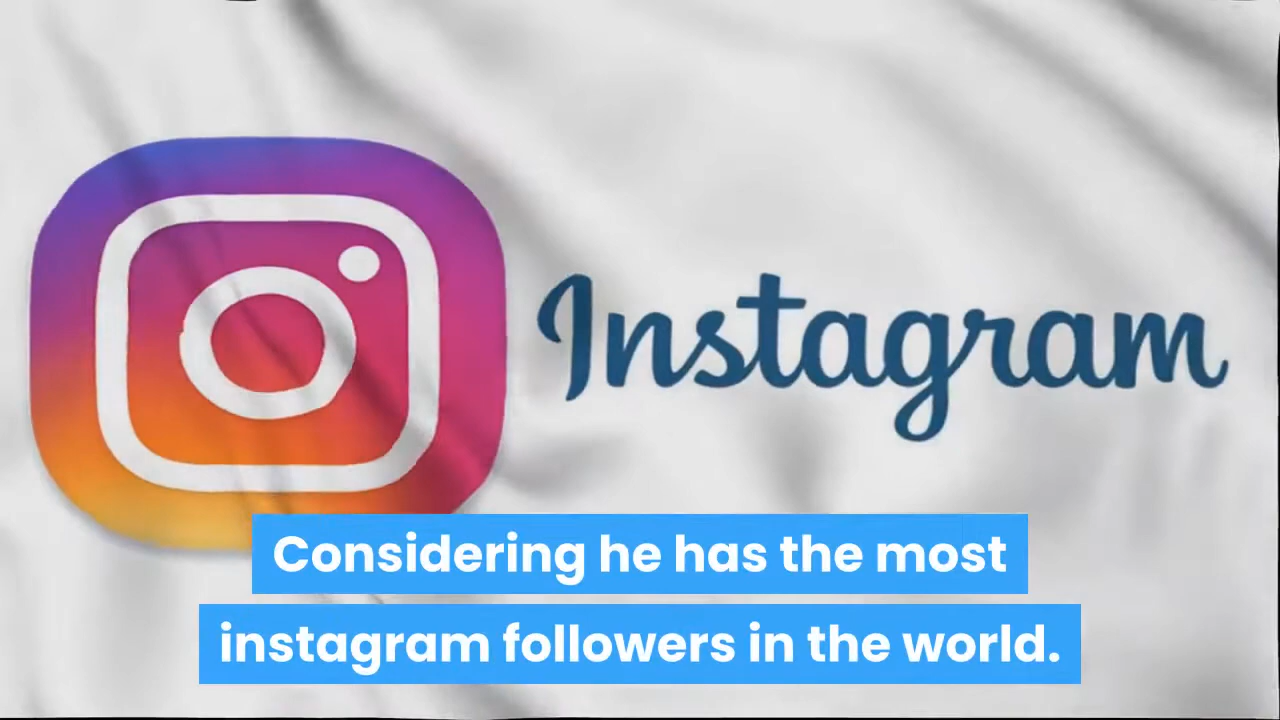 Instagram
Considering he has the most
instagram followers in the world.